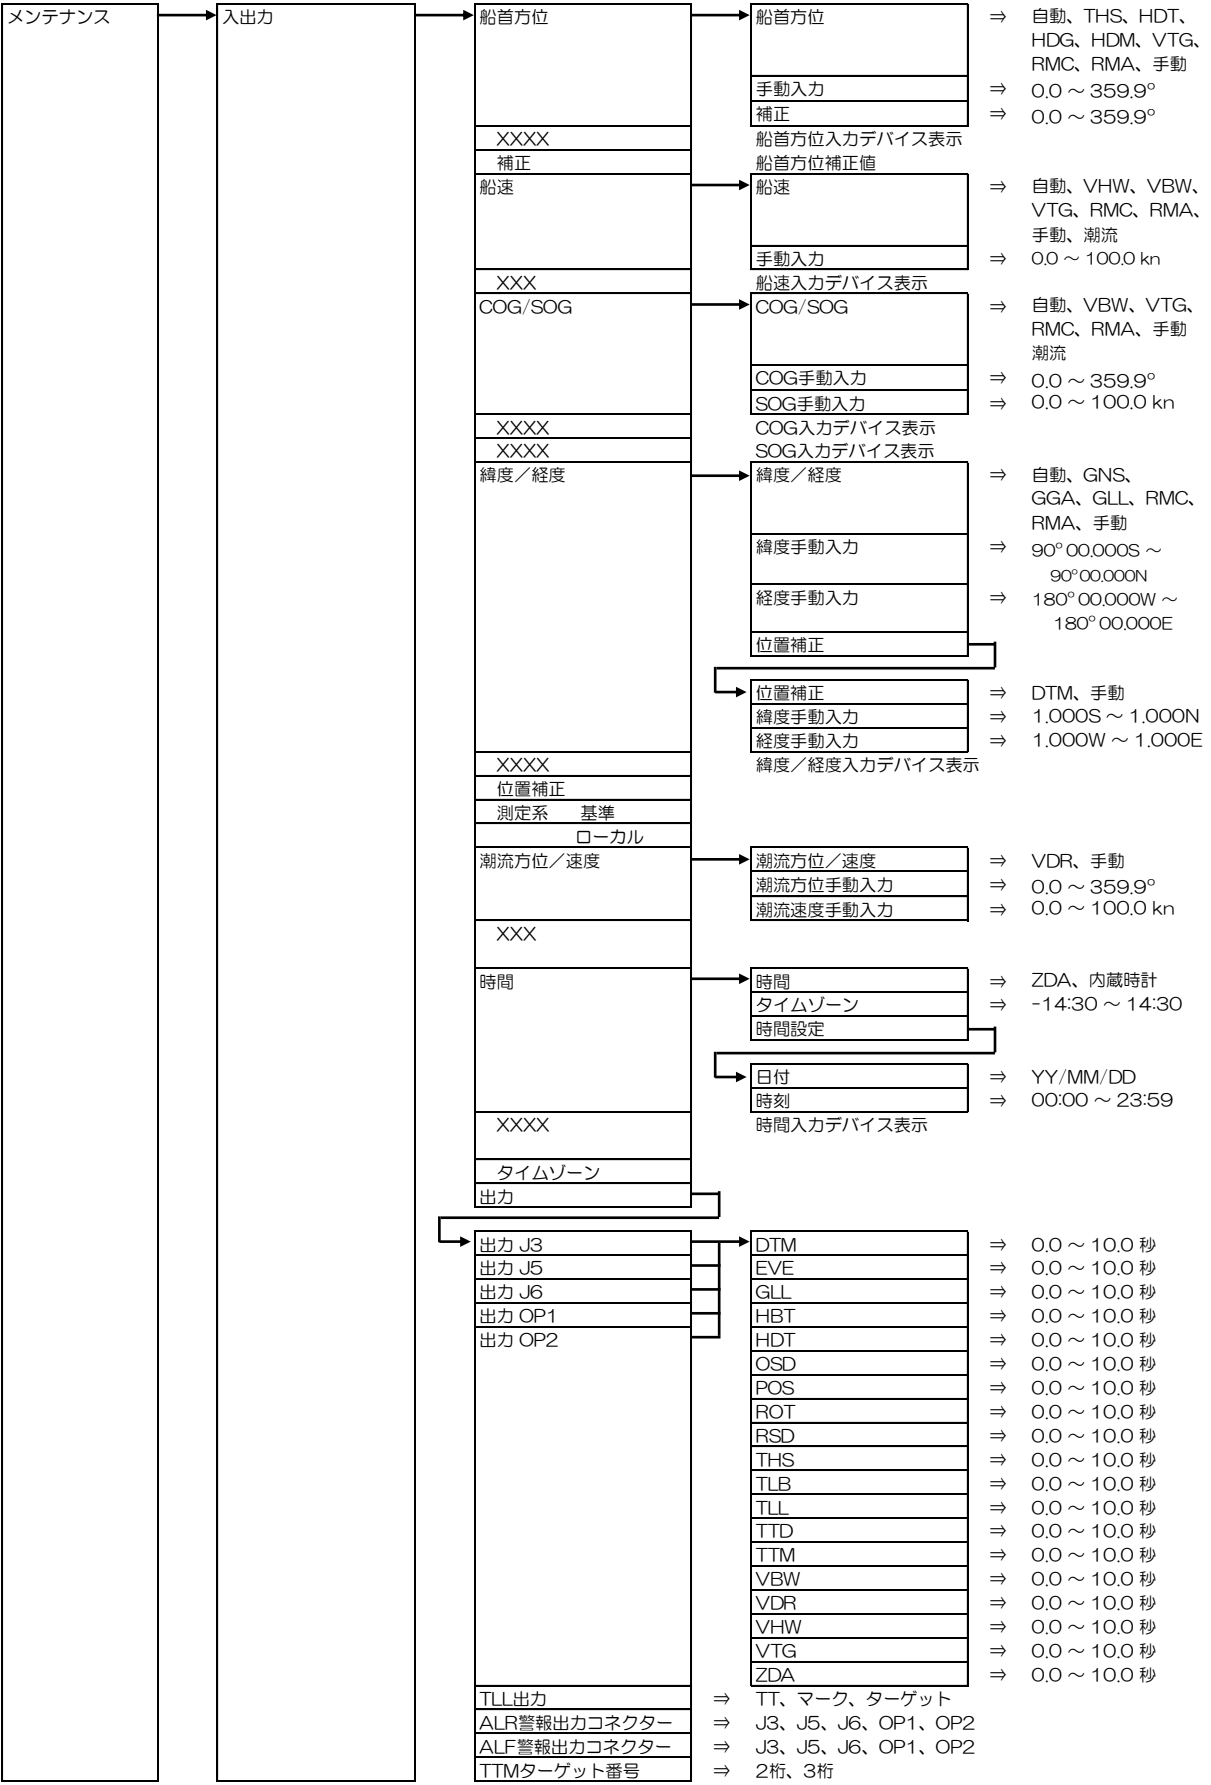 メンテナンス 入出力 船首方位 船首方位 ⇒ 自動、THS、HDT、
HDG、HDM、VTG、
RMC、RMA、手動
手動入力 ⇒ 0.0 ~ 359.9°
補正 ⇒ 0.0 ~ 359.9°
XXXX 船首方位入力デバイス表示
補正 船首方位補正値
船速 船速 ⇒ 自動、VHW、VBW、
VTG、RMC、RMA、
手動、潮流
手動入力 ⇒ 0.0 ~ 100.0 kn
XXX 船速入力デバイス表示
COG/SOG COG/SOG ⇒ 自動、VBW、VTG、
RMC、RMA、手動
潮流
COG手動入力 ⇒ 0.0 ~ 359.9°
SOG手動入力 ⇒ 0.0 ~ 100.0 kn
XXXX COG入力デバイス表示
XXXX SOG入力デバイス表示
緯度/経度 緯度/経度 ⇒ 自動、GNS、
GGA、GLL、RMC、
RMA、手動
緯度手動入力 ⇒ 90° 00.000S ~
90° 00.000N
経度手動入力 ⇒ 180° 00.000W ~
180° 00.000E
位置補正
位置補正 ⇒ DTM、手動
緯度手動入力 ⇒ 1.000S ~ 1.000N
経度手動入力 ⇒ 1.000W ~ 1.000E
XXXX 緯度/経度入力デバイス表示
位置補正
測定系 基準
ローカル
潮流方位/速度 潮流方位/速度 ⇒ VDR、手動
潮流方位手動入力 ⇒ 0.0 ~ 359.9°
潮流速度手動入力 ⇒ 0.0 ~ 100.0 kn
XXX
時間 時間 ⇒ ZDA、内蔵時計
タイムゾーン ⇒ -14:30 ~ 14:30
時間設定
日付 ⇒ YY/MM/DD
時刻 ⇒ 00:00 ~ 23:59
XXXX 時間入力デバイス表示
タイムゾーン
出力
出力 J3 DTM ⇒ 0.0 ~ 10.0 秒
出力 J5 EVE ⇒ 0.0 ~ 10.0 秒
出力 J6 GLL ⇒ 0.0 ~ 10.0 秒
出力 OP1 HBT ⇒ 0.0 ~ 10.0 秒
出力 OP2 HDT ⇒ 0.0 ~ 10.0 秒
OSD ⇒ 0.0 ~ 10.0 秒
POS ⇒ 0.0 ~ 10.0 秒
ROT ⇒ 0.0 ~ 10.0 秒
RSD ⇒ 0.0 ~ 10.0 秒
THS ⇒ 0.0 ~ 10.0 秒
TLB ⇒ 0.0 ~ 10.0 秒
TLL ⇒ 0.0 ~ 10.0 秒
TTD ⇒ 0.0 ~ 10.0 秒
TTM ⇒ 0.0 ~ 10.0 秒
VBW ⇒ 0.0 ~ 10.0 秒
VDR ⇒ 0.0 ~ 10.0 秒
VHW ⇒ 0.0 ~ 10.0 秒
VTG ⇒ 0.0 ~ 10.0 秒
ZDA ⇒ 0.0 ~ 10.0 秒
TLL出力 ⇒ TT、マーク、ターゲット
ALR警報出力コネクター ⇒ J3、J5、J6、OP1、OP2
ALF警報出力コネクター ⇒ J3、J5、J6、OP1、OP2
TTMターゲット番号 ⇒ 2桁、3桁